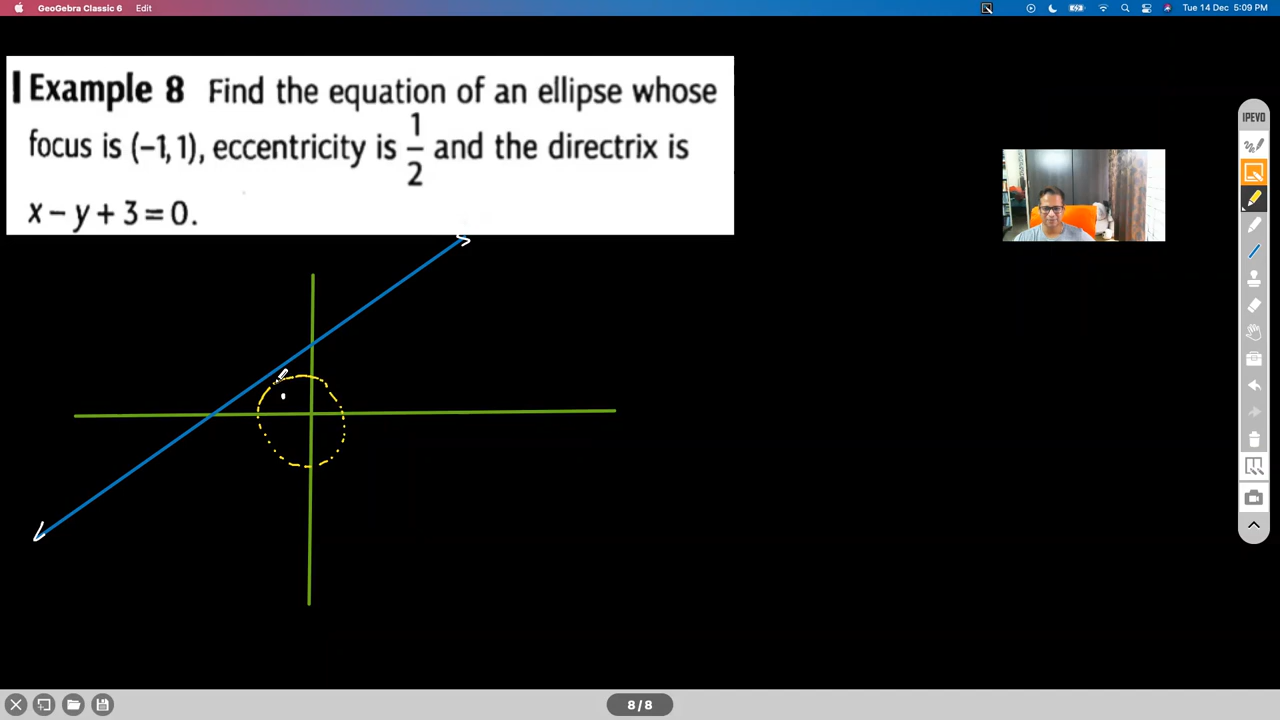 GeoGebra Classic 6 Edit Tue 14 Dec 5:09 PM
Example 8 Find the equation of an ellipse whose
focus is (−1, 1), eccentricity is 1/2 and the directrix is
x − y + 3 = 0.
IPEVO
8 / 8